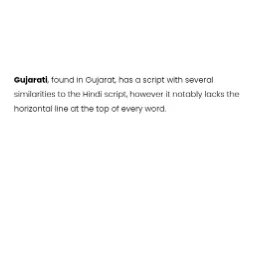 Gujarati, found in Gujarat, has a script with several
similarities to the Hindi script, however it notably lacks the
horizontal line at the top of every word.